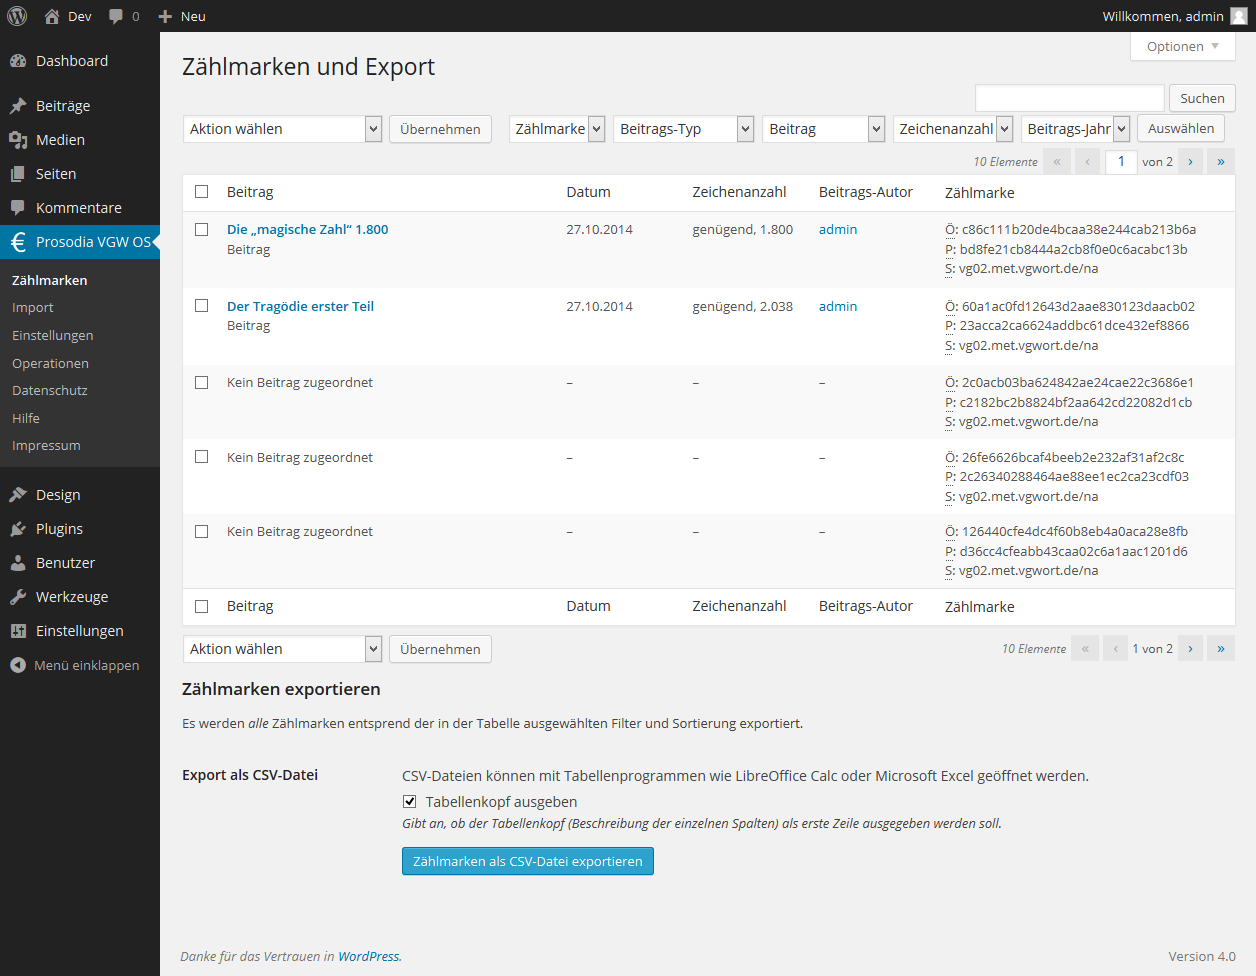 Dev 0 Neu Willkommen, admin
Optionen
Dashboard
Beiträge
Medien
Seiten
Kommentare
Prosodia VGW OS
Zählmarken
Import
Einstellungen
Operationen
Datenschutz
Hilfe
Impressum
Design
Plugins
Benutzer
Werkzeuge
Einstellungen
Menü einklappen
Zählmarken und Export
Suchen
Aktion wählen Übernehmen Zählmarke Beitrags-Typ Beitrag Zeichenanzahl Beitrags-Jahr Auswählen
10 Elemente « ‹ 1 von 2 › »
Beitrag Datum Zeichenanzahl Beitrags-Autor Zählmarke
Die „magische Zahl“ 1.800 27.10.2014 genügend, 1.800 admin Ö: c86c111b20de4bcaa38e244cab213b6a
Beitrag P: bd8fe21cb8444a2cb8f0e0c6acabc13b
S: vg02.met.vgwort.de/na
Der Tragödie erster Teil 27.10.2014 genügend, 2.038 admin Ö: 60a1ac0fd12643d2aae830123daacb02
Beitrag P: 23acca2ca6624addbc61dce432ef8866
S: vg02.met.vgwort.de/na
Kein Beitrag zugeordnet – – – Ö: 2c0acb03ba624842ae24cae22c3686e1
P: c2182bc2b8824bf2aa642cd22082d1cb
S: vg02.met.vgwort.de/na
Kein Beitrag zugeordnet – – – Ö: 26fe6626bcaf4beeb2e232af31af2c8c
P: 2c26340288464ae88ee1ec2ca23cdf03
S: vg02.met.vgwort.de/na
Kein Beitrag zugeordnet – – – Ö: 126440cfe4dc4f60b8eb4a0aca28e8fb
P: d36cc4cfeabb43caa02c6a1aac1201d6
S: vg02.met.vgwort.de/na
Beitrag Datum Zeichenanzahl Beitrags-Autor Zählmarke
Aktion wählen Übernehmen 10 Elemente « ‹ 1 von 2 › »
Zählmarken exportieren
Es werden alle Zählmarken entsprend der in der Tabelle ausgewählten Filter und Sortierung exportiert.
Export als CSV-Datei CSV-Dateien können mit Tabellenprogrammen wie LibreOffice Calc oder Microsoft Excel geöffnet werden.
Tabellenkopf ausgeben
Gibt an, ob der Tabellenkopf (Beschreibung der einzelnen Spalten) als erste Zeile ausgegeben werden soll.
Zählmarken als CSV-Datei exportieren
Danke für das Vertrauen in WordPress. Version 4.0